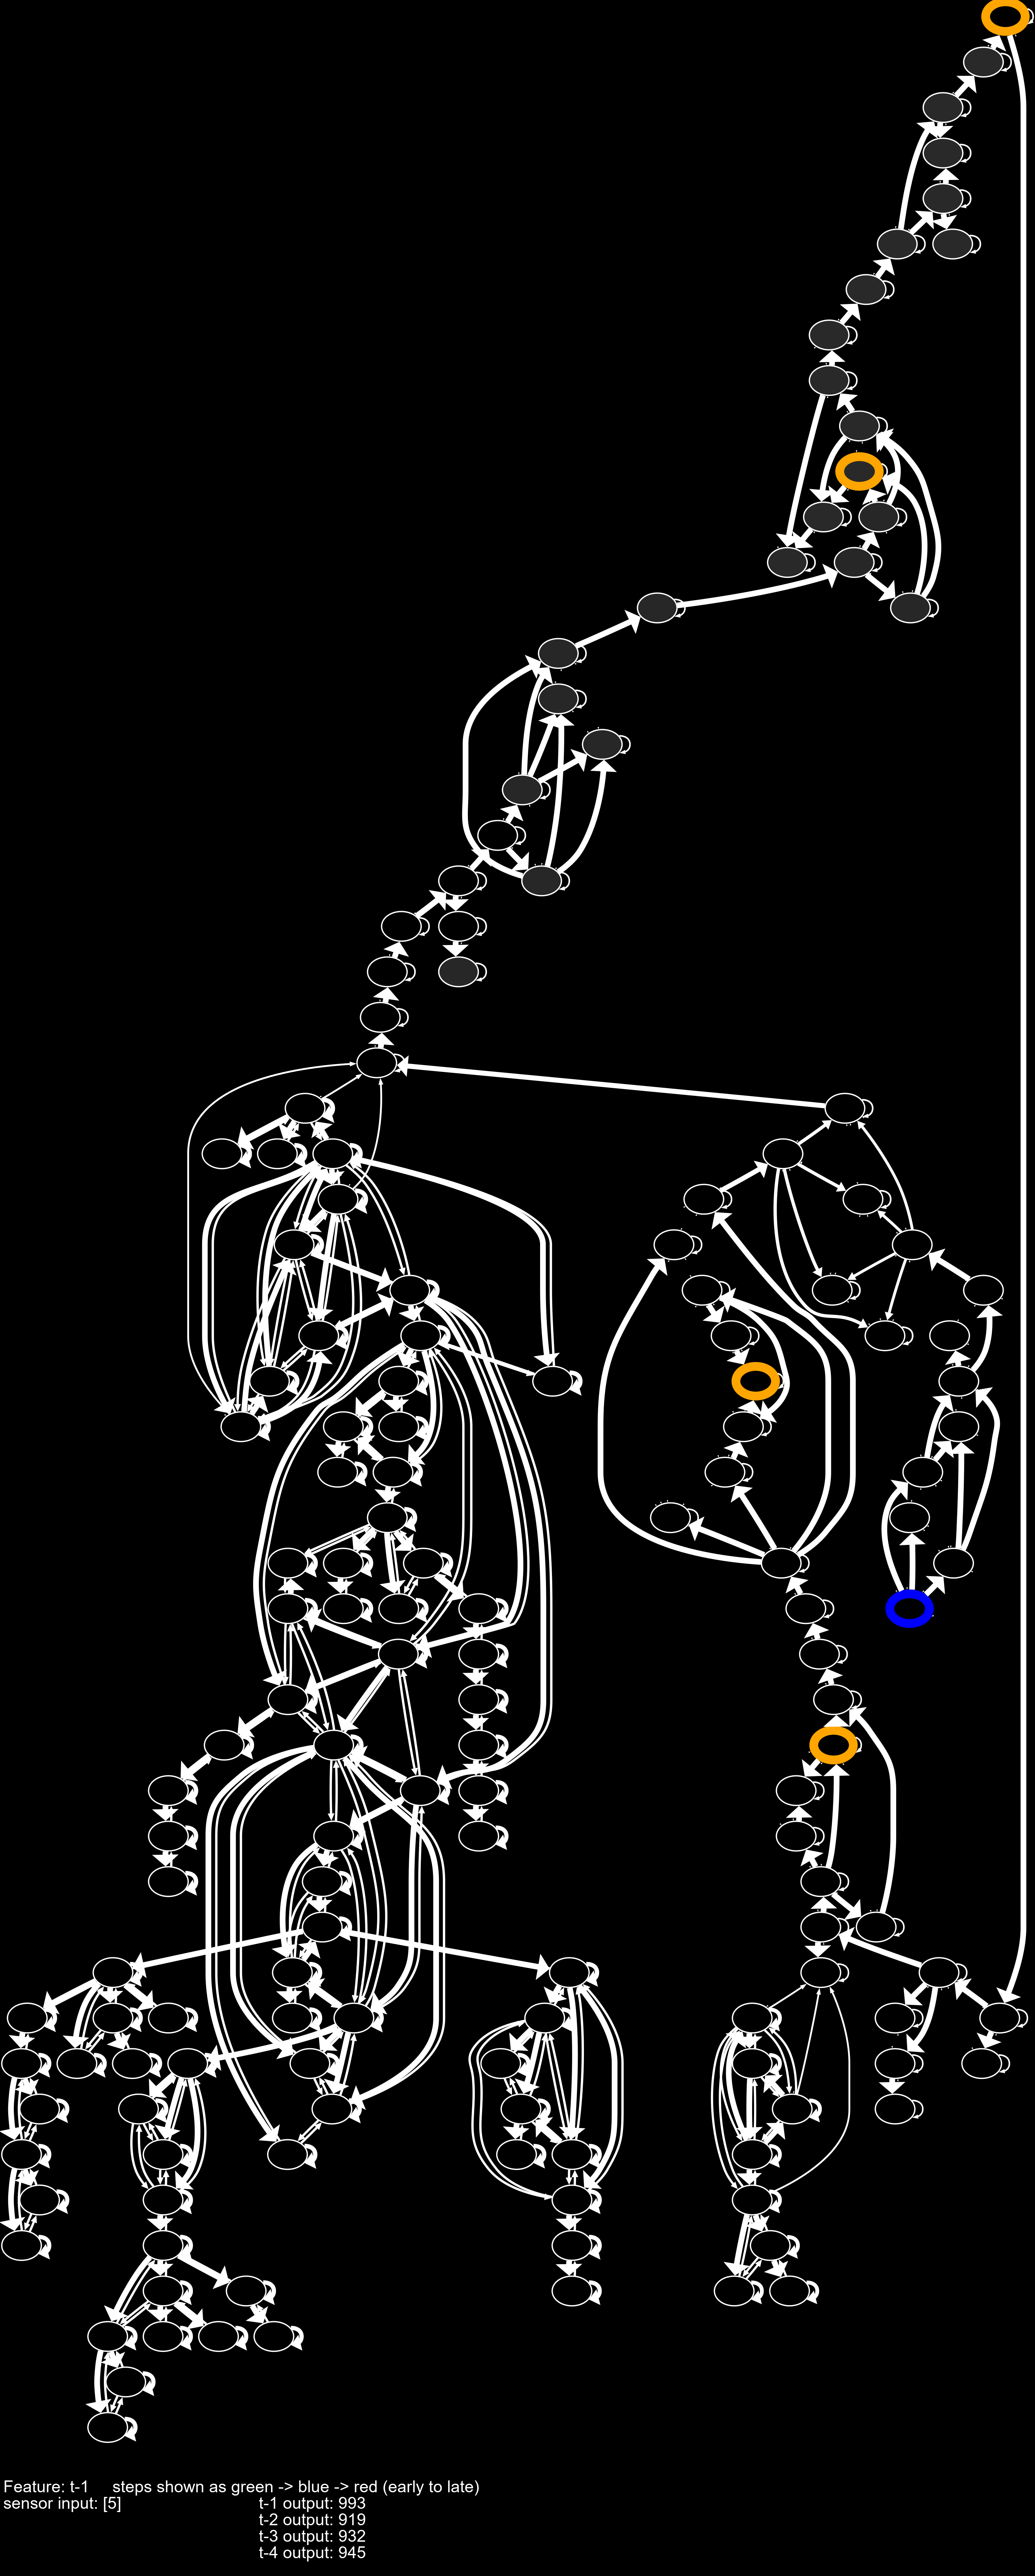 Feature: t-1 steps shown as green -> blue -> red (early to late)
sensor input: [5] t-1 output: 993
t-2 output: 919
t-3 output: 932
t-4 output: 945